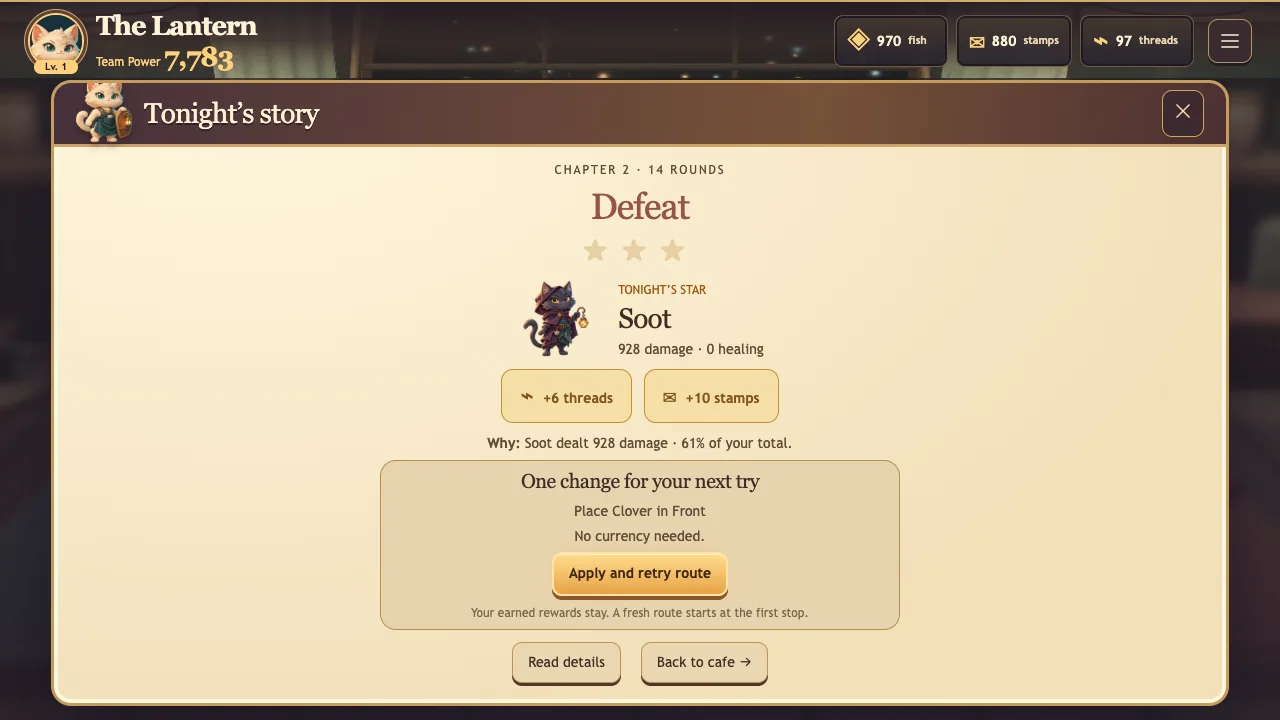 The Lantern
Team Power 7,783
Lv. 1
970 fish
880 stamps
97 threads
Tonight's story
CHAPTER 2 · 14 ROUNDS
Defeat
TONIGHT'S STAR
Soot
928 damage · 0 healing
+6 threads
+10 stamps
Why: Soot dealt 928 damage · 61% of your total.
One change for your next try
Place Clover in Front
No currency needed.
Apply and retry route
Your earned rewards stay. A fresh route starts at the first stop.
Read details
Back to cafe →